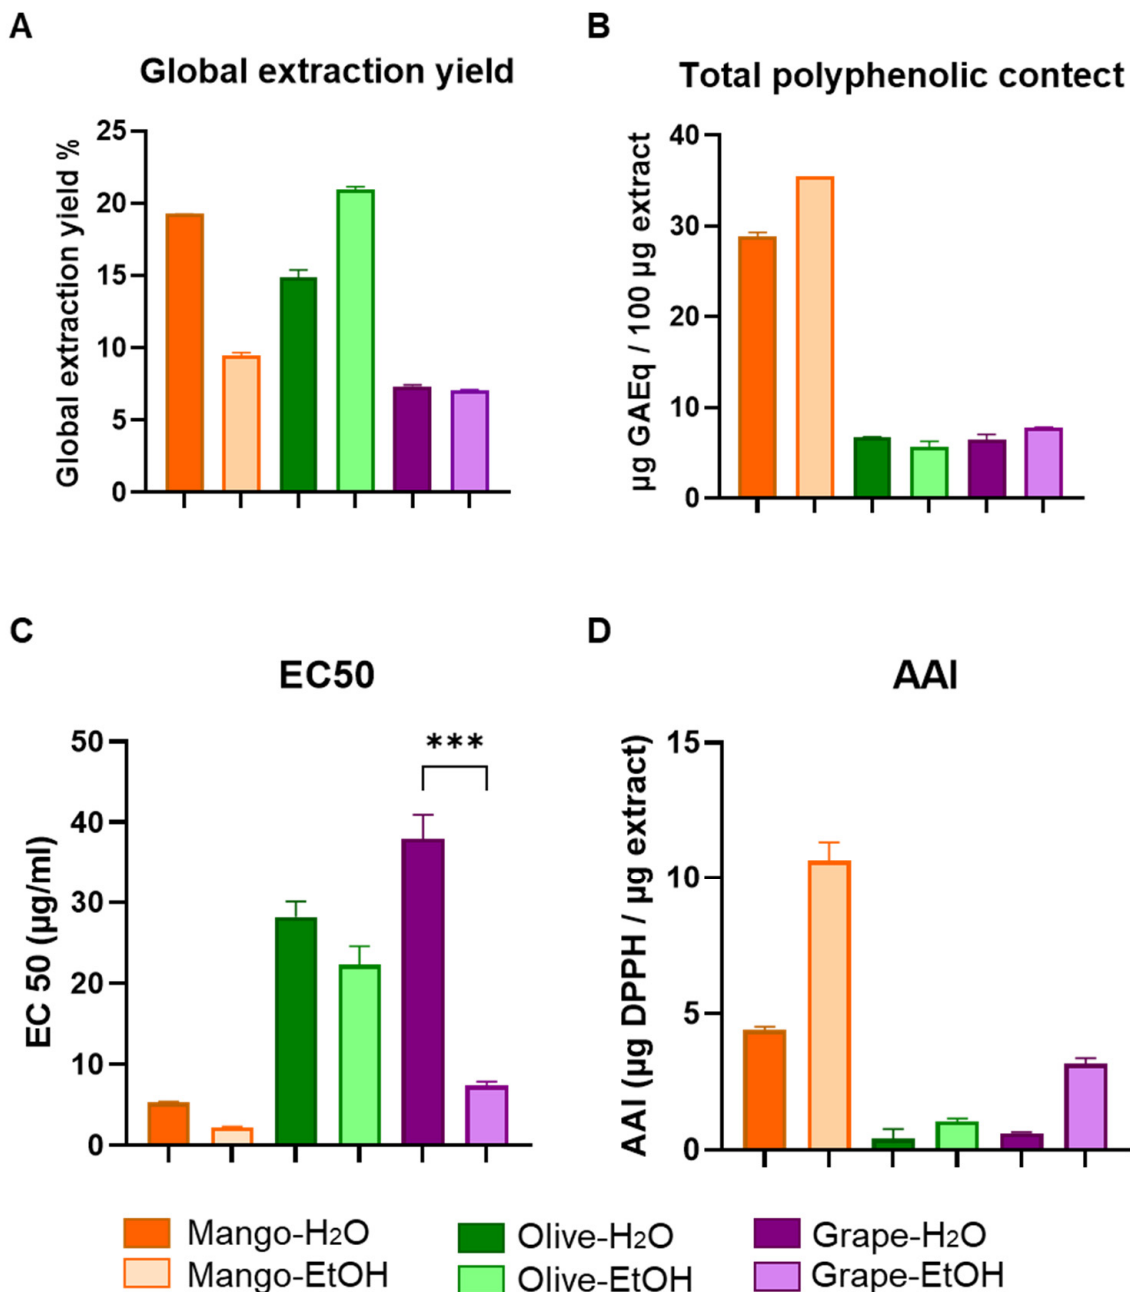 A
Global extraction yield
Global extraction yield %
25
20
15
10
5
0
B
Total polyphenolic contect
µg GAEq / 100 µg extract
40
30
20
10
0
C
EC50
EC 50 (µg/ml)
50
40
30
20
10
0
***
D
AAI
AAI (µg DPPH / µg extract)
15
10
5
0
Mango-H2O
Olive-H2O
Grape-H2O
Mango-EtOH
Olive-EtOH
Grape-EtOH